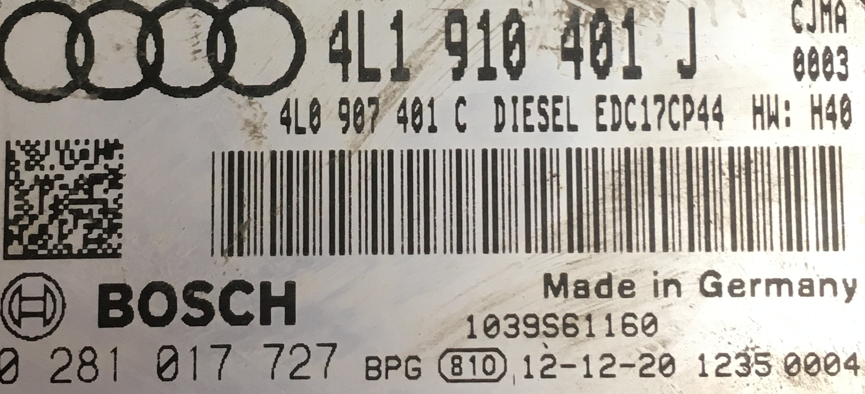 4L1 910 401 J CJMA
0003
4L0 907 401 C DIESEL EDC17CP44 HW: H40
Made in Germany
BOSCH
1039S61160
0 281 017 727 BPG 810 12-12-20 1235 0004